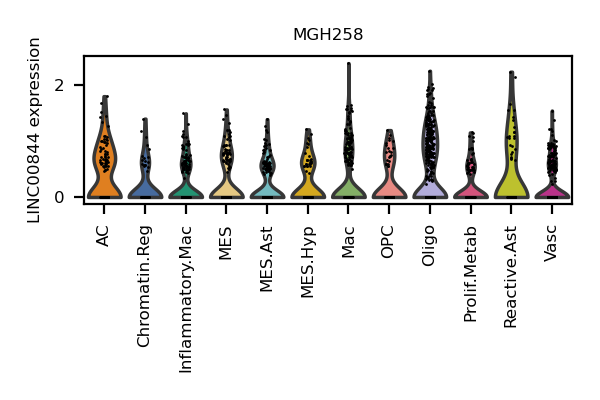 MGH258
LINC00844 expression
2
0
AC
Chromatin.Reg
Inflammatory.Mac
MES
MES.Ast
MES.Hyp
Mac
OPC
Oligo
Prolif.Metab
Reactive.Ast
Vasc